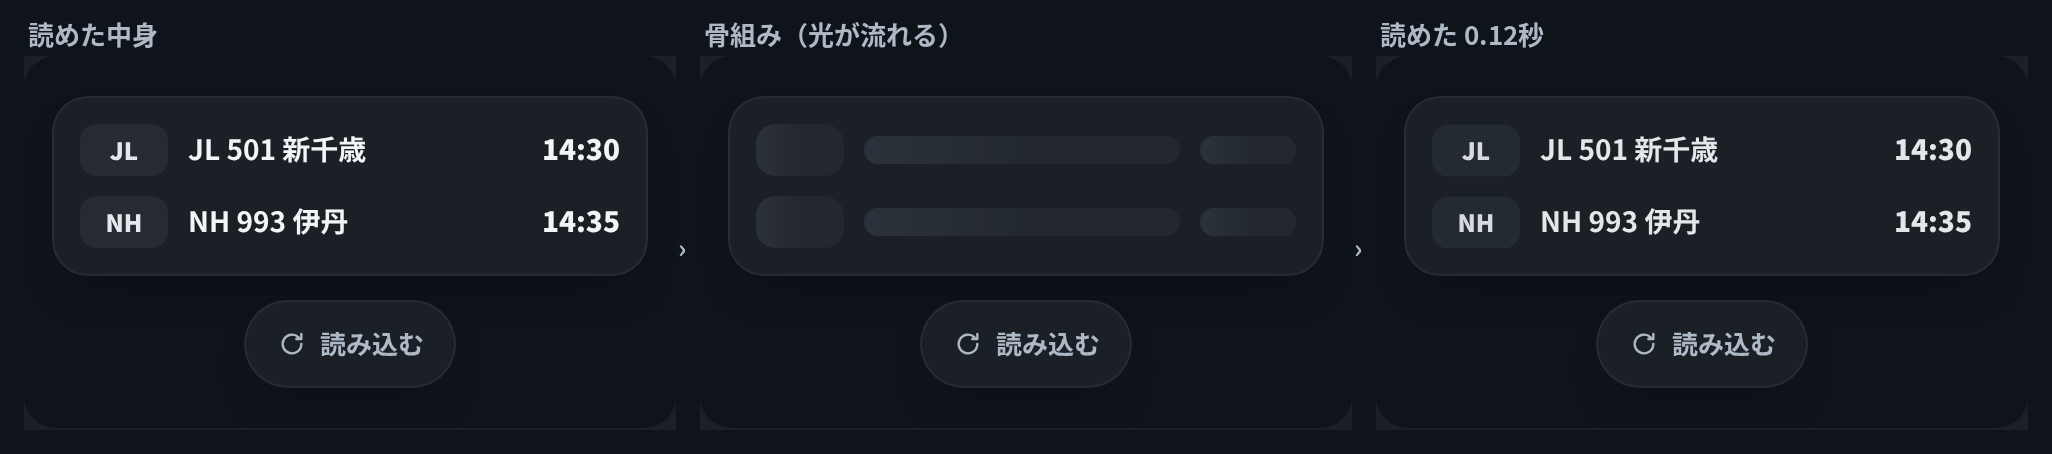 読めた中身
JL JL 501 新千歳 14:30
NH NH 993 伊丹 14:35
読み込む
›
骨組み（光が流れる）
読み込む
›
読めた 0.12秒
JL JL 501 新千歳 14:30
NH NH 993 伊丹 14:35
読み込む